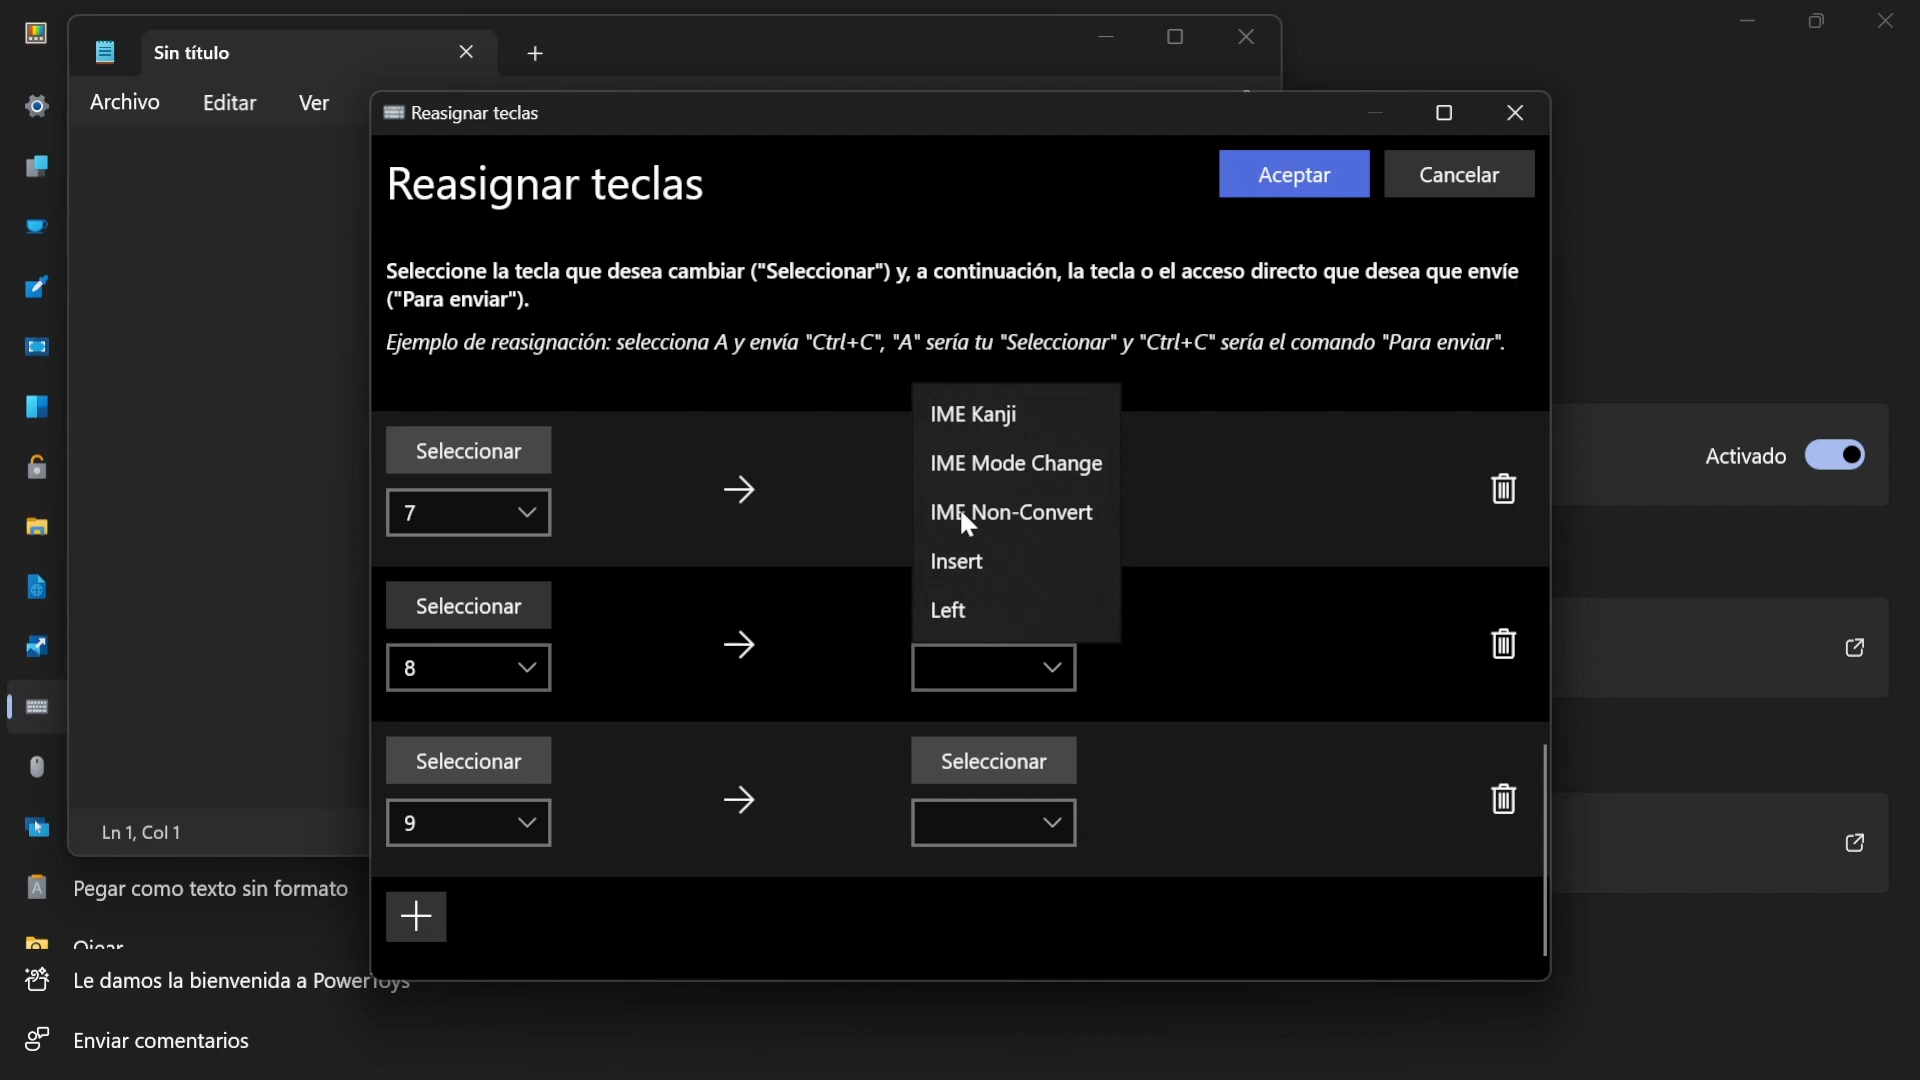 Sin título
Archivo
Editar
Ver
Reasignar teclas
Reasignar teclas
Aceptar
Cancelar
Seleccione la tecla que desea cambiar ("Seleccionar") y, a continuación, la tecla o el acceso directo que desea que envíe
("Para enviar").
Ejemplo de reasignación: selecciona A y envía "Ctrl+C", "A" sería tu "Seleccionar" y "Ctrl+C" sería el comando "Para enviar".
IME Kanji
IME Mode Change
IME Non-Convert
Insert
Left
Seleccionar
7
Seleccionar
8
Seleccionar
9
Seleccionar
Activado
Ln 1, Col 1
Pegar como texto sin formato
Ojear
Le damos la bienvenida a PowerToys
Enviar comentarios